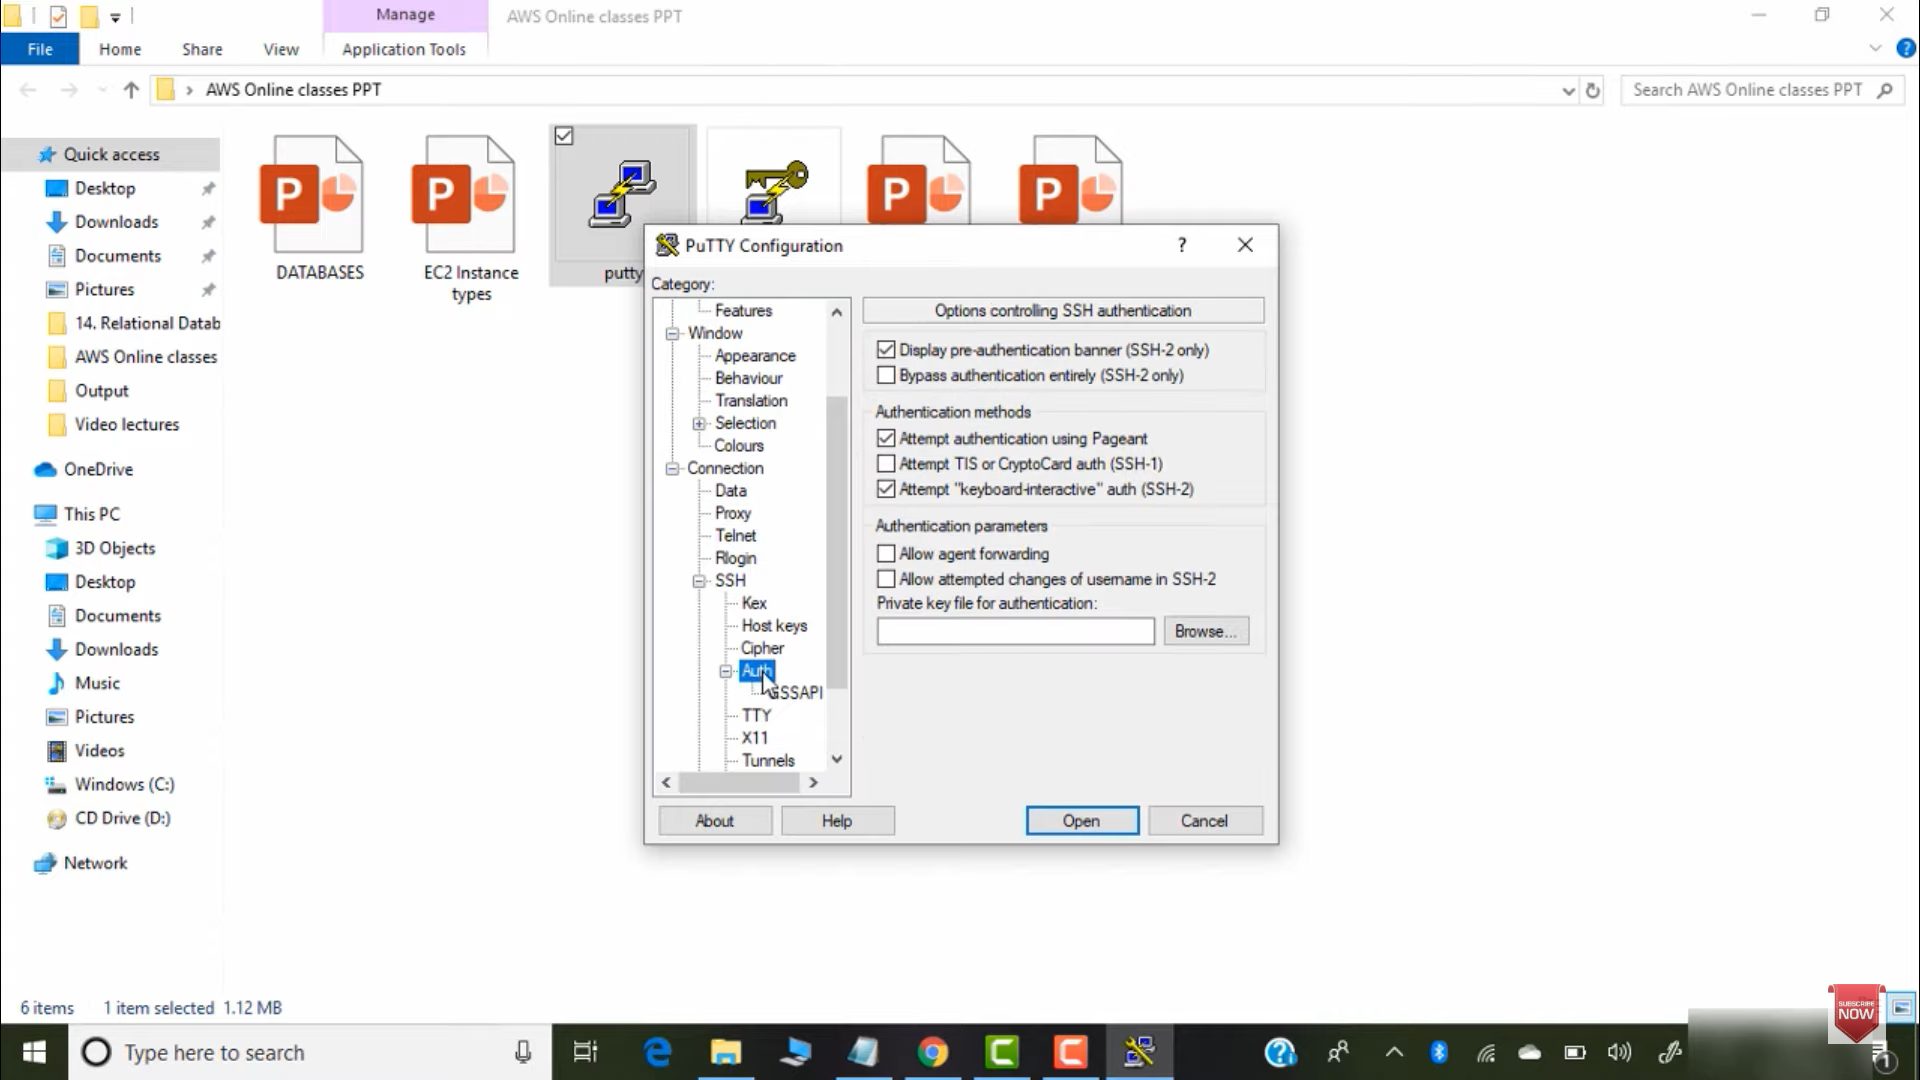 Manage
AWS Online classes PPT
File
Home
Share
View
Application Tools
AWS Online classes PPT
Search AWS Online classes PPT
Quick access
Desktop
Downloads
Documents
Pictures
14. Relational Datab
AWS Online classes
Output
Video lectures
OneDrive
This PC
3D Objects
Desktop
Documents
Downloads
Music
Pictures
Videos
Windows (C:)
CD Drive (D:)
Network
DATABASES
EC2 Instance
types
putty
PuTTY Configuration
Category:
Features
Window
Appearance
Behaviour
Translation
Selection
Colours
Connection
Data
Proxy
Telnet
Rlogin
SSH
Kex
Host keys
Cipher
Auth
GSSAPI
TTY
X11
Tunnels
Options controlling SSH authentication
Display pre-authentication banner (SSH-2 only)
Bypass authentication entirely (SSH-2 only)
Authentication methods
Attempt authentication using Pageant
Attempt TIS or CryptoCard auth (SSH-1)
Attempt "keyboard-interactive" auth (SSH-2)
Authentication parameters
Allow agent forwarding
Allow attempted changes of username in SSH-2
Private key file for authentication:
Browse...
About
Help
Open
Cancel
6 items
1 item selected 1.12 MB
SUBSCRIBE
NOW
Type here to search
1